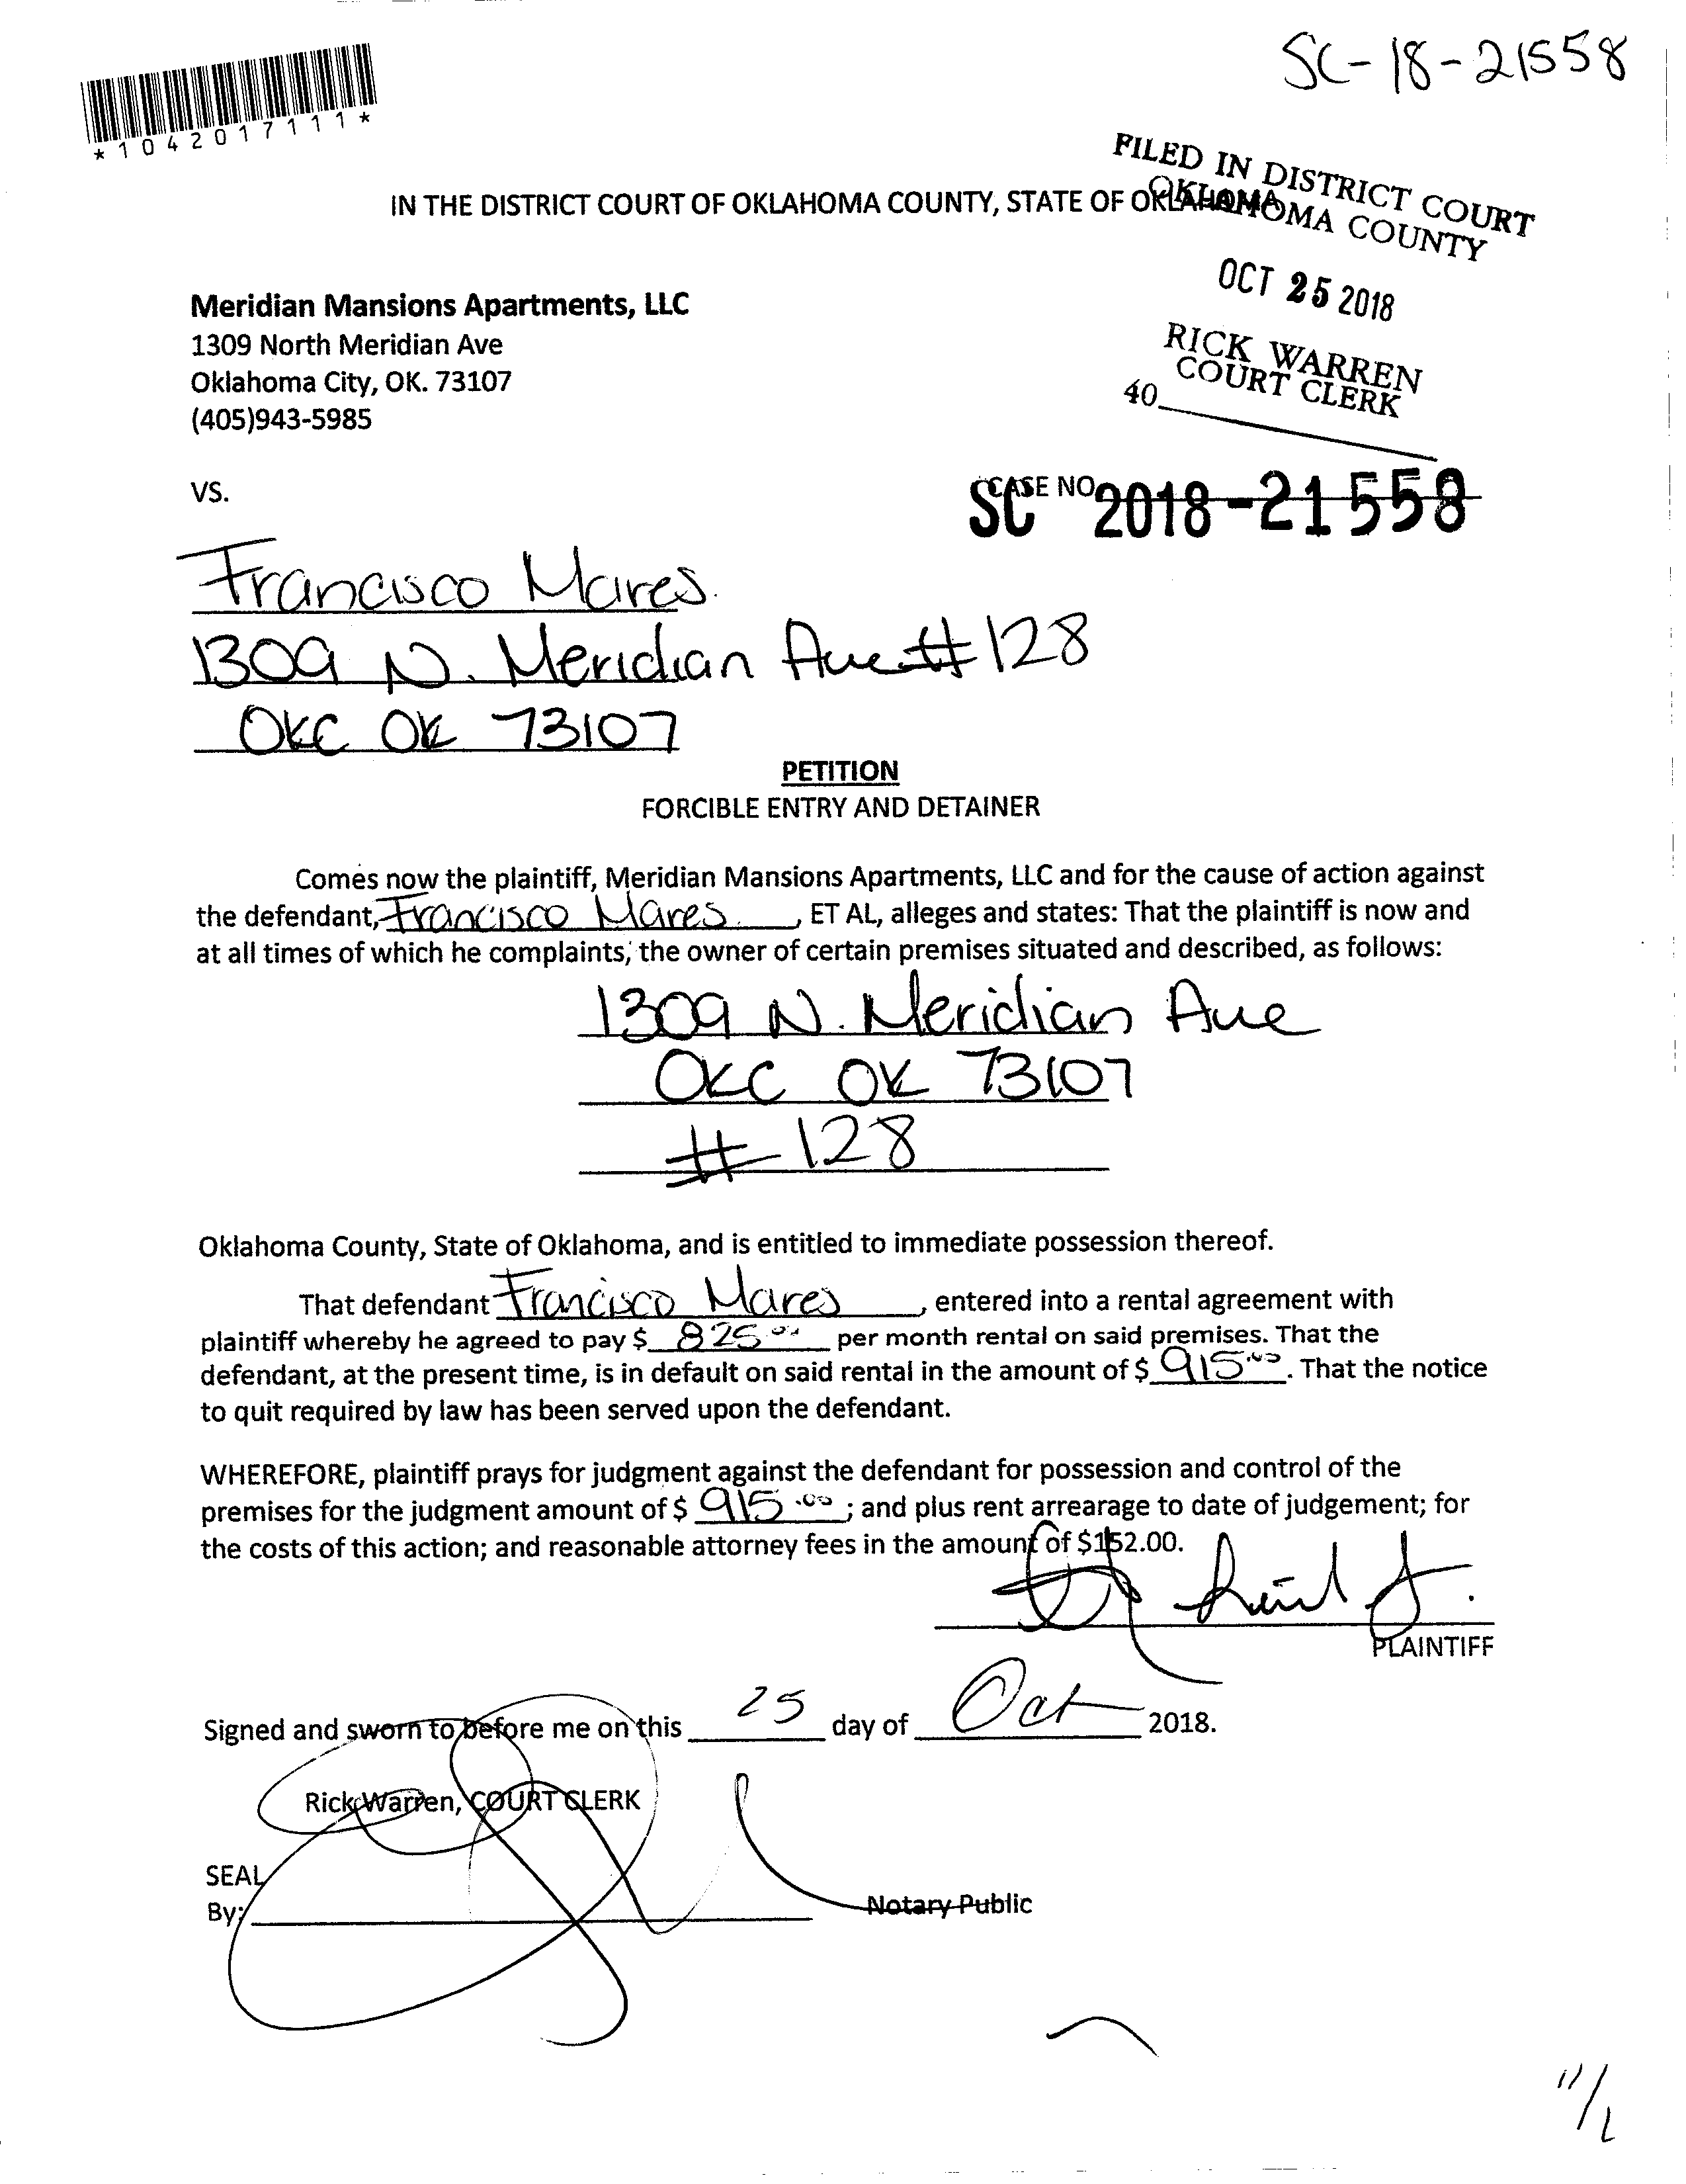 SC-18-21558
*1042017111*
FILED IN DISTRICT COURT
OKLAHOMA COUNTY
IN THE DISTRICT COURT OF OKLAHOMA COUNTY, STATE OF OKLAHOMA
OCT 25 2018
RICK WARREN
COURT CLERK
40
Meridian Mansions Apartments, LLC
1309 North Meridian Ave
Oklahoma City, OK. 73107
(405)943-5985
VS.
CASE NO.
SC 2018-21558
Francisco Mares.
1309 N. Meridian Ave # 128
OKC OK 73107
PETITION
FORCIBLE ENTRY AND DETAINER
Comes now the plaintiff, Meridian Mansions Apartments, LLC and for the cause of action against
the defendant, Francisco Mares., ET AL, alleges and states: That the plaintiff is now and
at all times of which he complaints, the owner of certain premises situated and described, as follows:
1309 N. Meridian Ave
OKC OK 73107
# 128
Oklahoma County, State of Oklahoma, and is entitled to immediate possession thereof.
That defendant Francisco Mares, entered into a rental agreement with
plaintiff whereby he agreed to pay $ 825.00 per month rental on said premises. That the
defendant, at the present time, is in default on said rental in the amount of $ 915.00. That the notice
to quit required by law has been served upon the defendant.
WHEREFORE, plaintiff prays for judgment against the defendant for possession and control of the
premises for the judgment amount of $ 915.00; and plus rent arrearage to date of judgement; for
the costs of this action; and reasonable attorney fees in the amount of $152.00.
PLAINTIFF
Signed and sworn to before me on this 25 day of Oct 2018.
Rick Warren, COURT CLERK
SEAL
By:
Notary Public